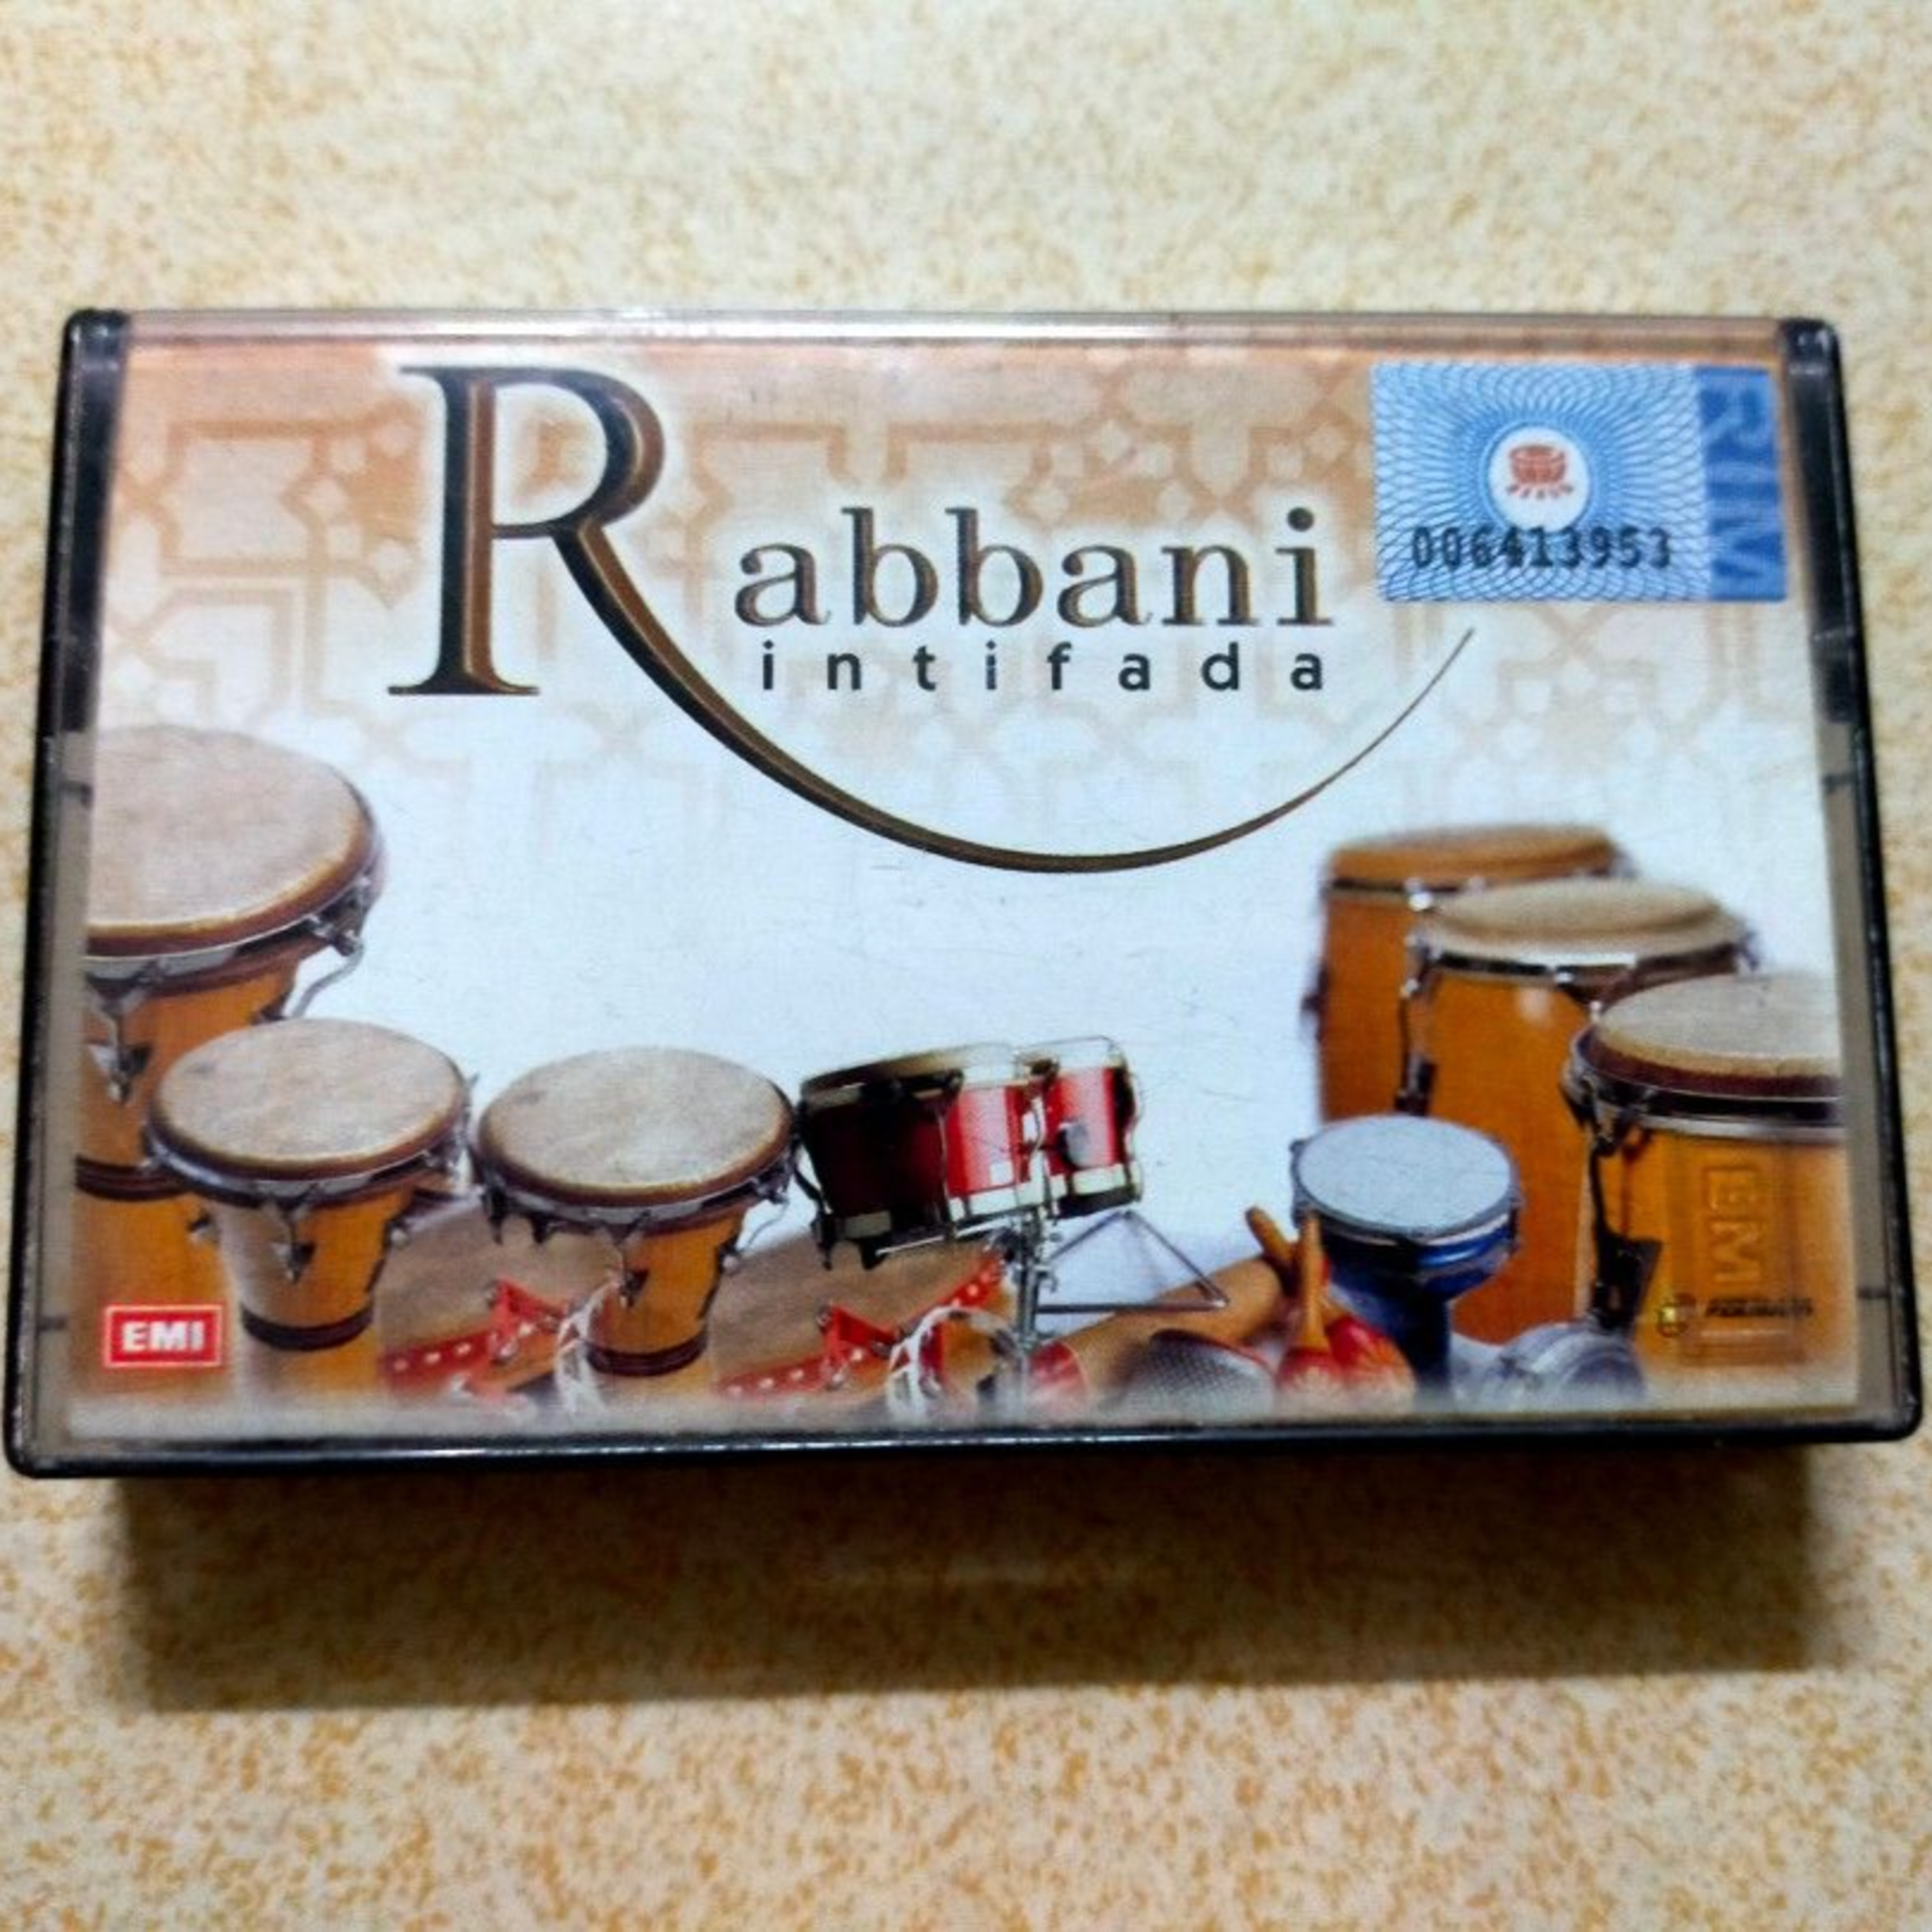 Rabbani
intifada
RIM
006413953
EMI
EMI